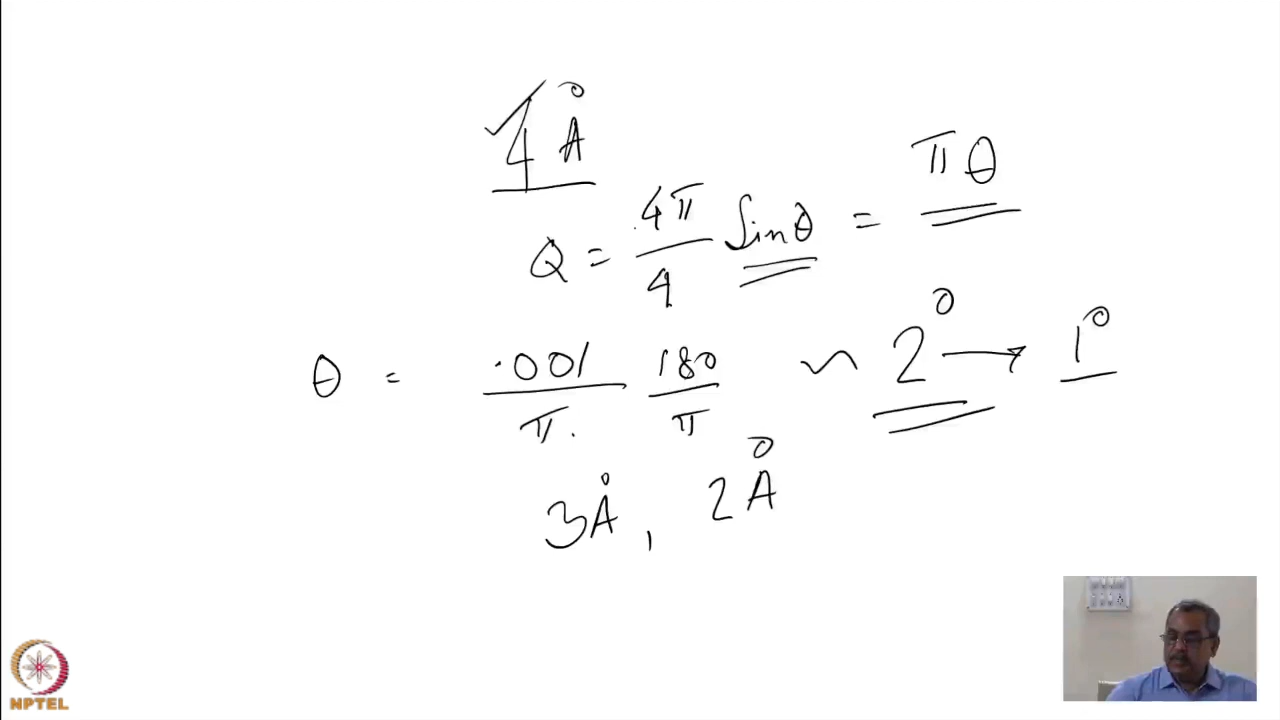 4 Å
Q = 4π/4 sinθ = πθ
θ = .001/π. 180/π ∽ 2° → 1°
3Å, 2Å
NPTEL